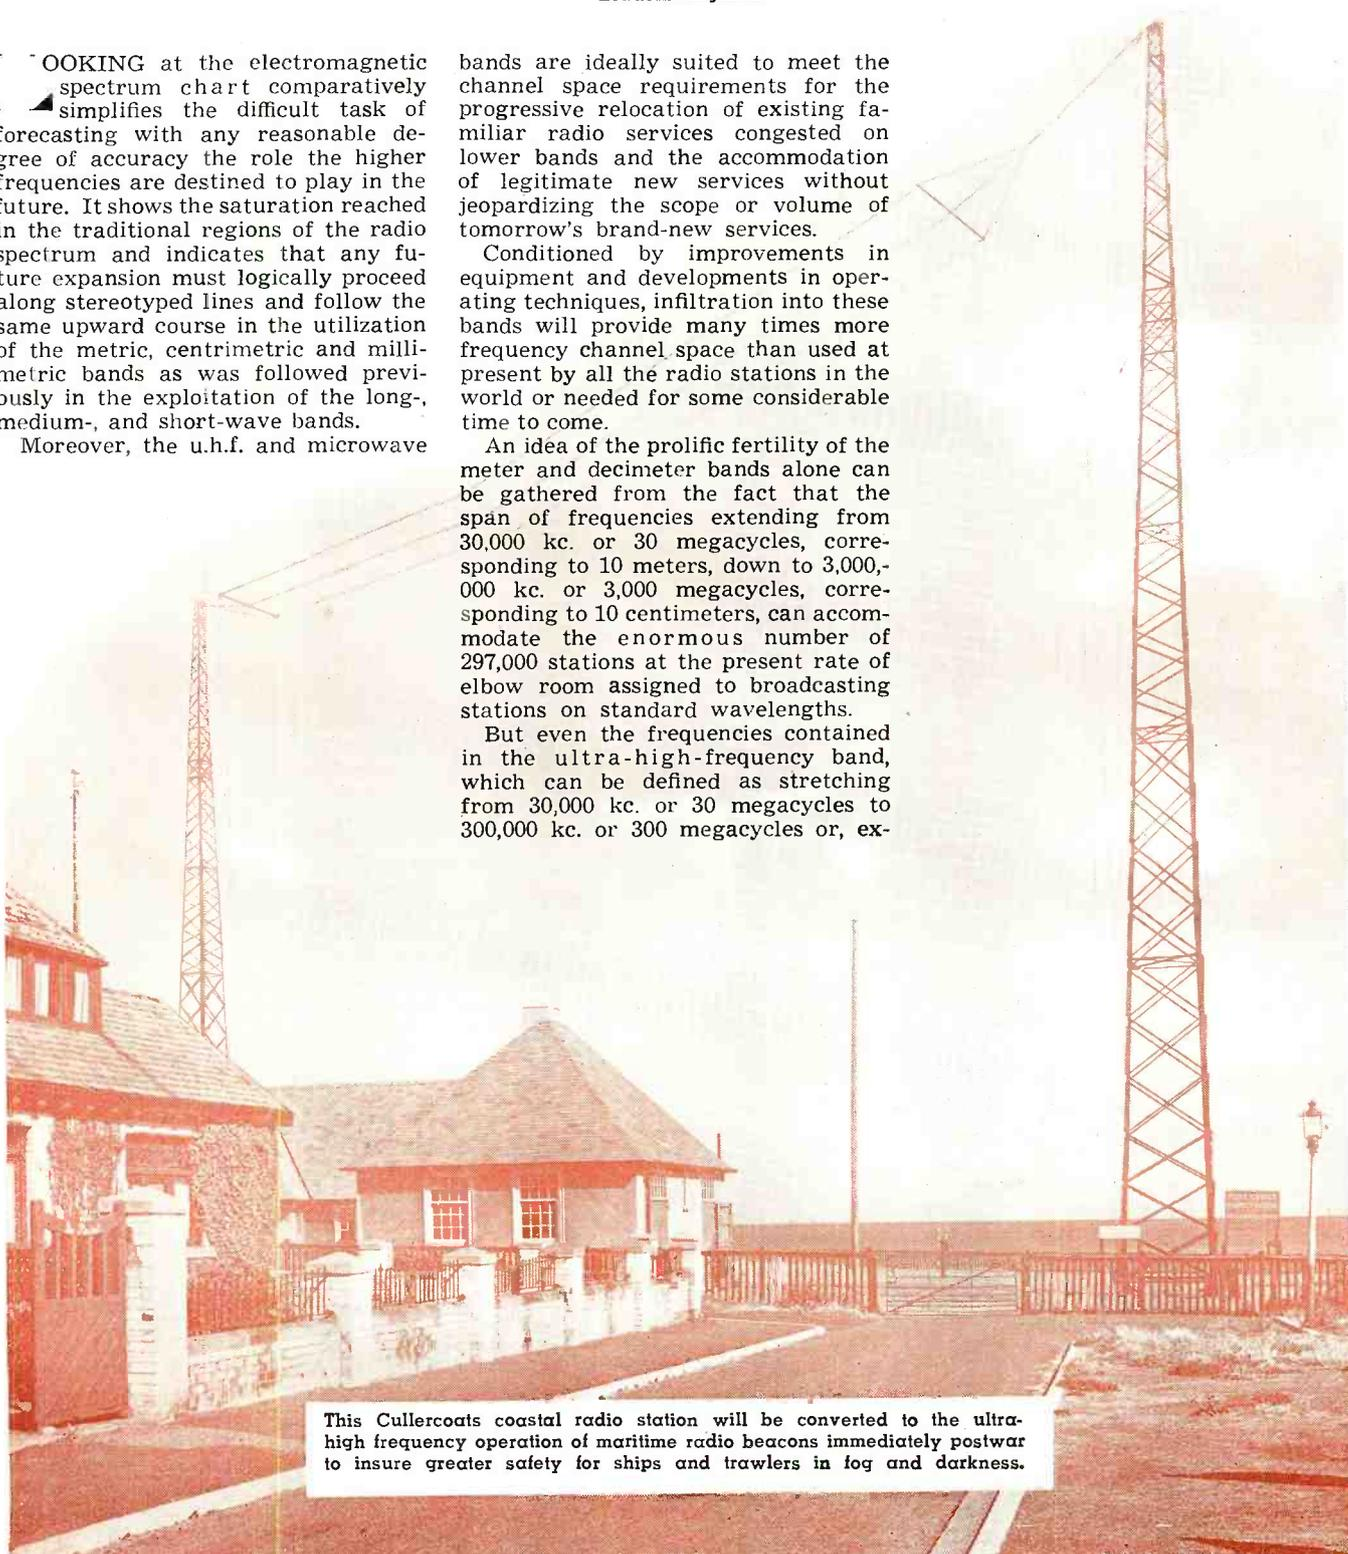 OOKING at the electromagnetic
spectrum chart comparatively
simplifies the difficult task of
forecasting with any reasonable de-
gree of accuracy the role the higher
frequencies are destined to play in the
future. It shows the saturation reached
in the traditional regions of the radio
spectrum and indicates that any fu-
ture expansion must logically proceed
along stereotyped lines and follow the
same upward course in the utilization
of the metric, centrimetric and milli-
metric bands as was followed previ-
ously in the exploitation of the long-,
medium-, and short-wave bands.
Moreover, the u.h.f. and microwave
bands are ideally suited to meet the
channel space requirements for the
progressive relocation of existing fa-
miliar radio services congested on
lower bands and the accommodation
of legitimate new services without
jeopardizing the scope or volume of
tomorrow's brand-new services.
Conditioned by improvements in
equipment and developments in oper-
ating techniques, infiltration into these
bands will provide many times more
frequency channel space than used at
present by all the radio stations in the
world or needed for some considerable
time to come.
An idea of the prolific fertility of the
meter and decimeter bands alone can
be gathered from the fact that the
span of frequencies extending from
30,000 kc. or 30 megacycles, corre-
sponding to 10 meters, down to 3,000,-
000 kc. or 3,000 megacycles, corre-
sponding to 10 centimeters, can accom-
modate the enormous number of
297,000 stations at the present rate of
elbow room assigned to broadcasting
stations on standard wavelengths.
But even the frequencies contained
in the ultra-high-frequency band,
which can be defined as stretching
from 30,000 kc. or 30 megacycles to
300,000 kc. or 300 megacycles or, ex-
This Cullercoats coastal radio station will be converted to the ultra-
high frequency operation of maritime radio beacons immediately postwar
to insure greater safety for ships and trawlers in fog and darkness.